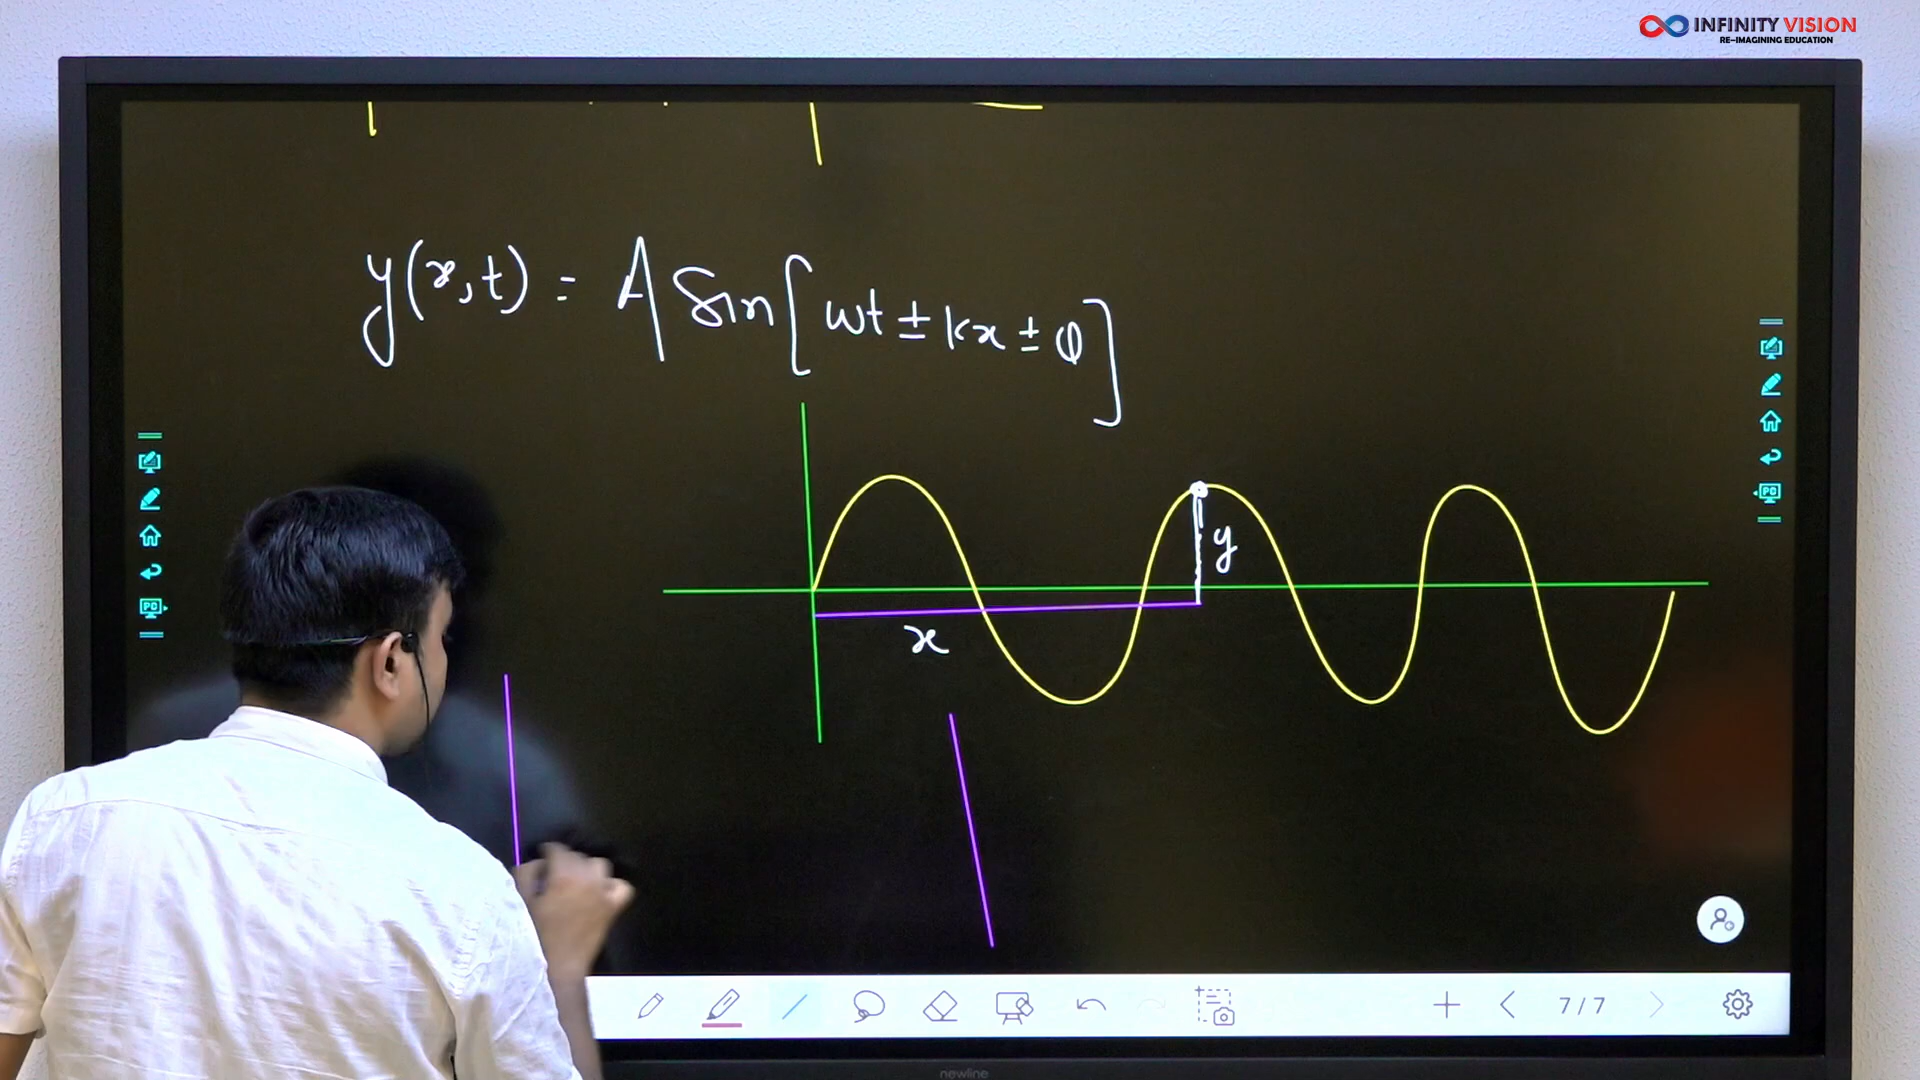 INFINITY VISION
RE-IMAGINING EDUCATION
y(x,t) = A Sin[ωt ± kx ± φ]
y
x
7/7
newline